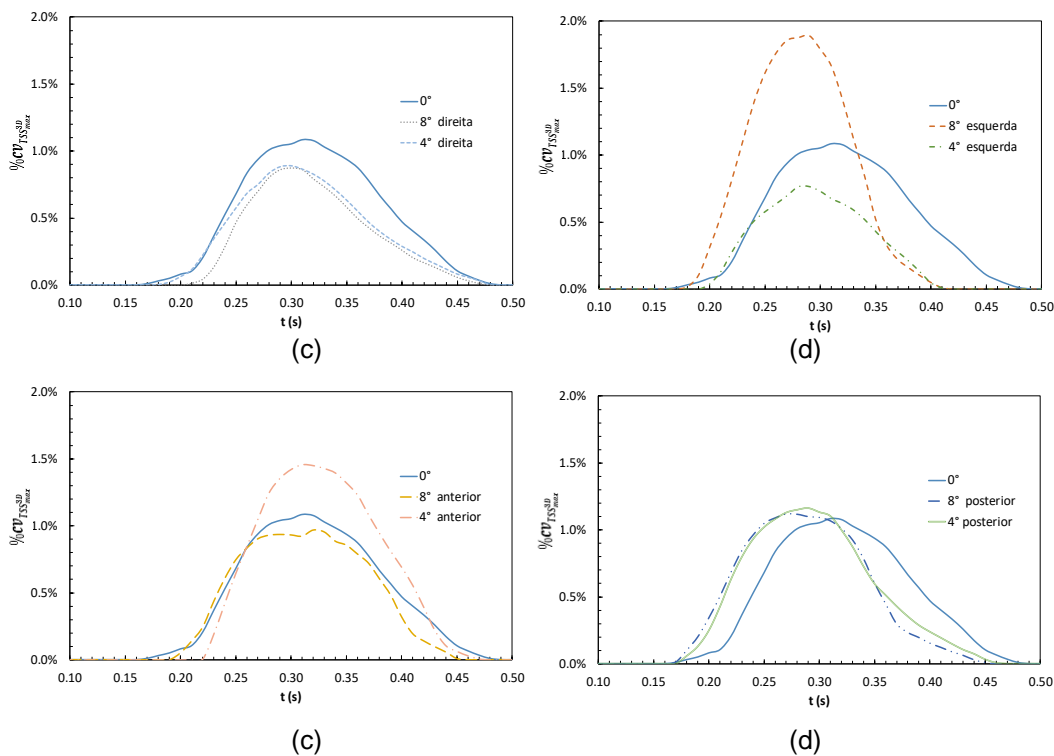 2.0%
1.5%
1.0%
0.5%
0.0%
%CV_TSS^3D_max
0°
8° direita
4° direita
0.10 0.15 0.20 0.25 0.30 0.35 0.40 0.45 0.50
t (s)
(c)
2.0%
1.5%
1.0%
0.5%
0.0%
%CV_TSS^3D_max
0°
8° esquerda
4° esquerda
0.10 0.15 0.20 0.25 0.30 0.35 0.40 0.45 0.50
t (s)
(d)
2.0%
1.5%
1.0%
0.5%
0.0%
%CV_TSS^3D_max
0°
8° anterior
4° anterior
0.10 0.15 0.20 0.25 0.30 0.35 0.40 0.45 0.50
t (s)
(c)
2.0%
1.5%
1.0%
0.5%
0.0%
%CV_TSS^3D_max
0°
8° posterior
4° posterior
0.10 0.15 0.20 0.25 0.30 0.35 0.40 0.45 0.50
t (s)
(d)